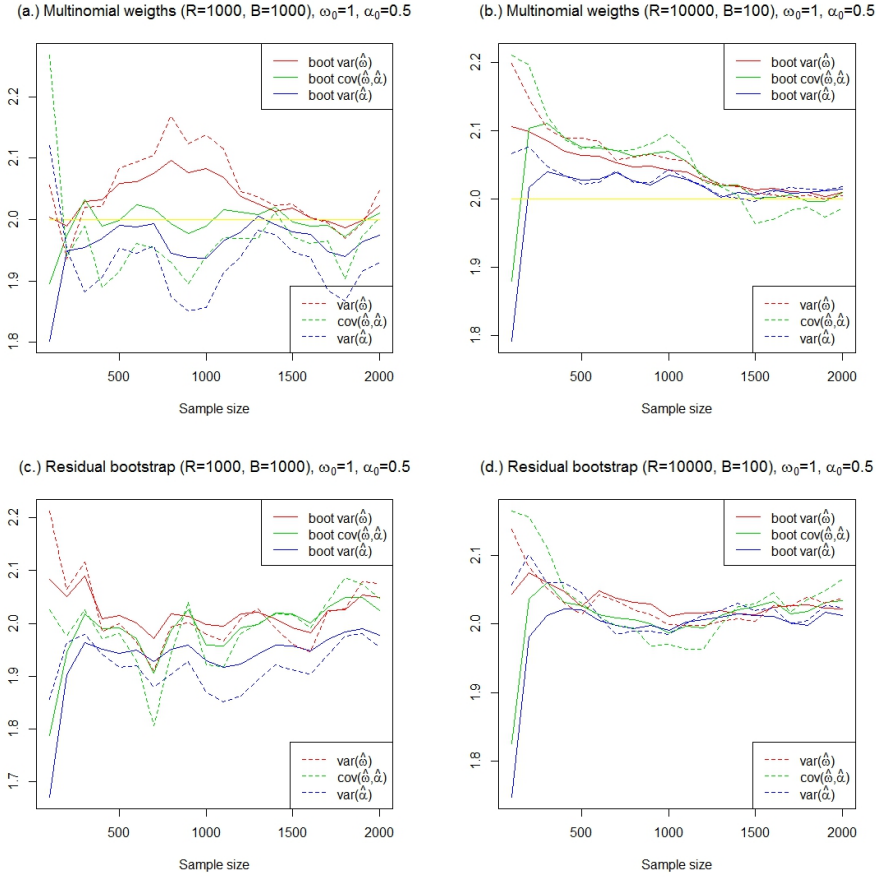 (a.) Multinomial weigths (R=1000, B=1000), ω₀=1, α₀=0.5
boot var(ω̂)
boot cov(ω̂,α̂)
boot var(α̂)
2.2
2.1
2.0
1.9
1.8
var(ω̂)
cov(ω̂,α̂)
var(α̂)
500 1000 1500 2000
Sample size
(b.) Multinomial weigths (R=10000, B=100), ω₀=1, α₀=0.5
boot var(ω̂)
boot cov(ω̂,α̂)
boot var(α̂)
2.2
2.1
2.0
1.9
1.8
var(ω̂)
cov(ω̂,α̂)
var(α̂)
500 1000 1500 2000
Sample size
(c.) Residual bootstrap (R=1000, B=1000), ω₀=1, α₀=0.5
boot var(ω̂)
boot cov(ω̂,α̂)
boot var(α̂)
2.2
2.1
2.0
1.9
1.8
1.7
var(ω̂)
cov(ω̂,α̂)
var(α̂)
500 1000 1500 2000
Sample size
(d.) Residual bootstrap (R=10000, B=100), ω₀=1, α₀=0.5
boot var(ω̂)
boot cov(ω̂,α̂)
boot var(α̂)
2.1
2.0
1.9
1.8
var(ω̂)
cov(ω̂,α̂)
var(α̂)
500 1000 1500 2000
Sample size